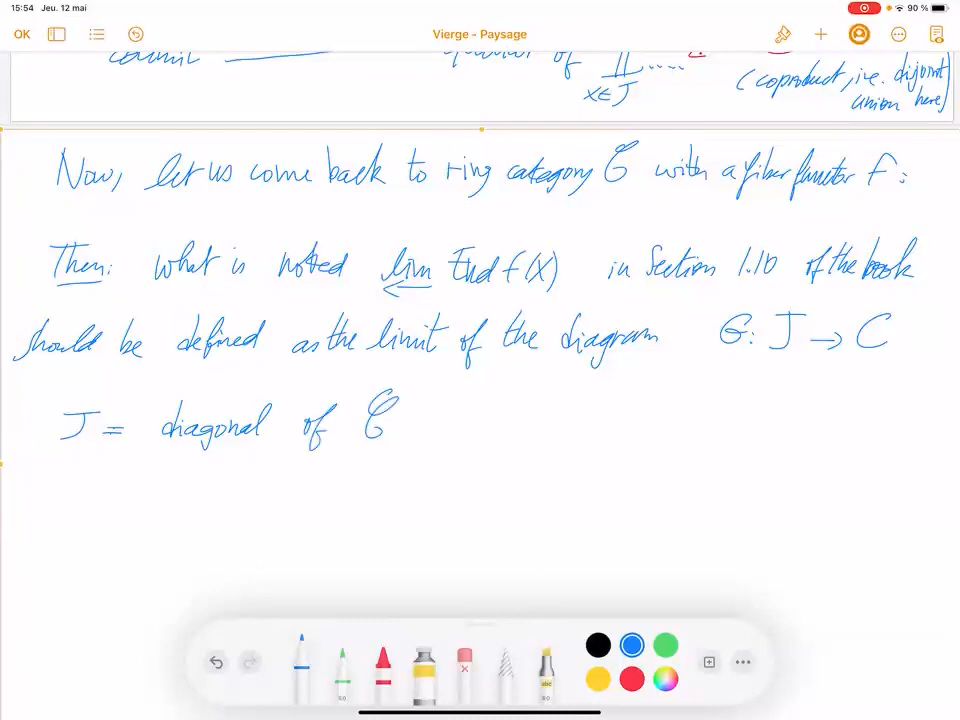 15:54 Jeu. 12 mai
90 %
OK
Vierge - Paysage
of ∐ ....
x∈J
(coproduct, i.e. disjoint
union here)
Now, let us come back to ring category 𝒞 with a fiber functor F:
Then: what is noted lim End F(X) in Section 1.10 of the book
←
should be defined as the limit of the diagram G: J → C
J = diagonal of 𝒞